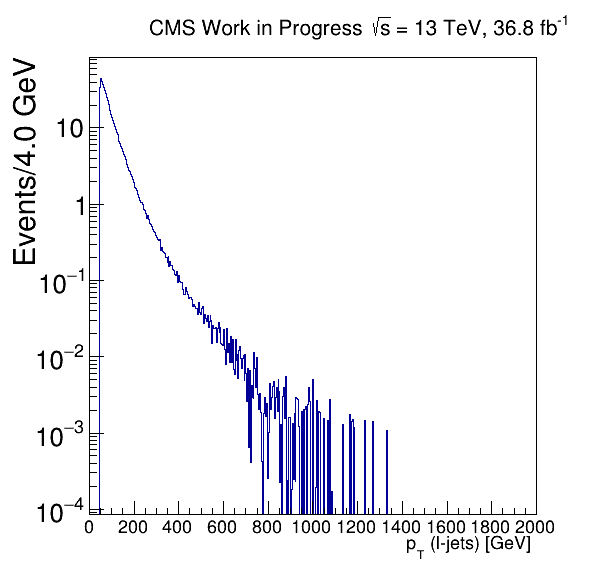 CMS Work in Progress √s = 13 TeV, 36.8 fb⁻¹
Events/4.0 GeV
10
1
10⁻¹
10⁻²
10⁻³
10⁻⁴
0 200 400 600 800 1000 1200 1400 1600 1800 2000
p_T (l-jets) [GeV]